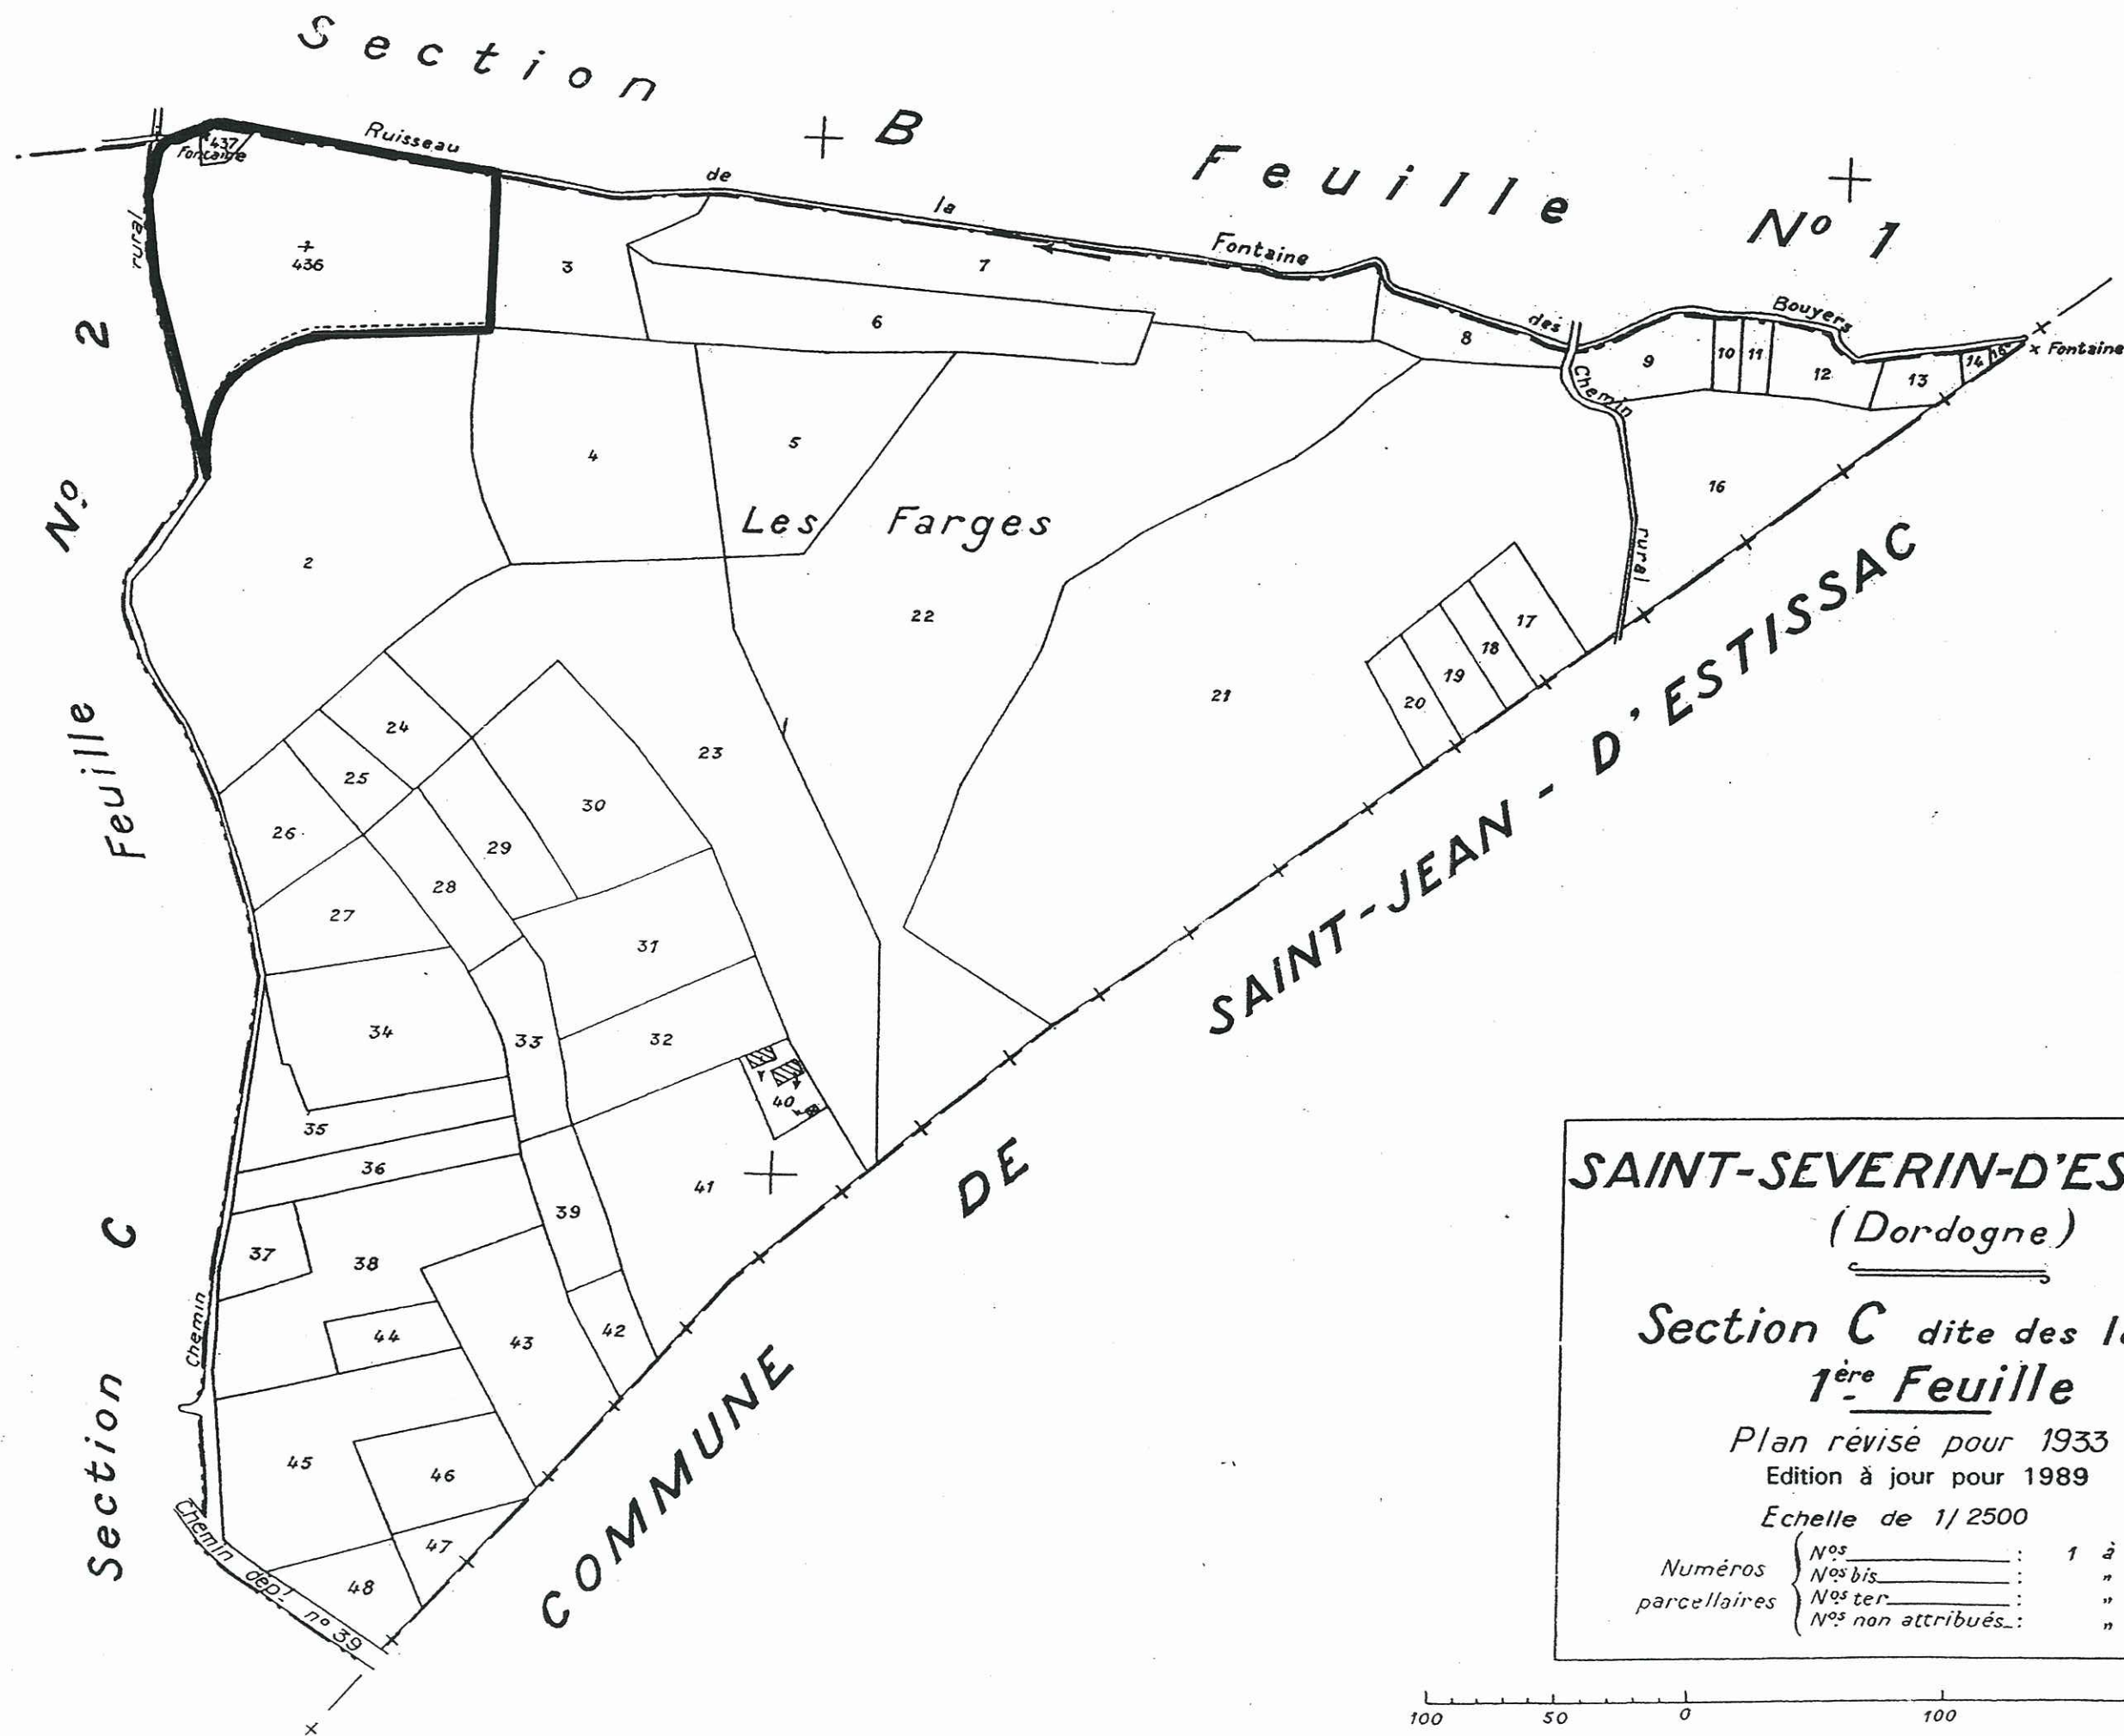 Section B Feuille Nº 1
Ruisseau de la Fontaine des Bouyers
437
Fontaine
rural
1
436
3
7
6
8
9
10
11
12
13
14
15
Fontaine
Chemin
rural
16
2
4
5
Les Farges
22
21
17
18
19
20
23
24
25
26
27
28
29
30
31
32
33
34
35
36
37
38
39
40
41
42
43
44
45
46
47
48
Chemin
Chemin dep.t nº 39
Section C Feuille Nº 2
COMMUNE DE SAINT-JEAN-D'ESTISSAC
SAINT-SEVERIN-D'ES
(Dordogne)
Section C dite des
1ère Feuille
Plan révisé pour 1933
Edition à jour pour 1989
Echelle de 1/2500
Numéros parcellaires
Nos : 1 à
Nos bis : "
Nos ter : "
Nos non attribués : "
100 50 0 100